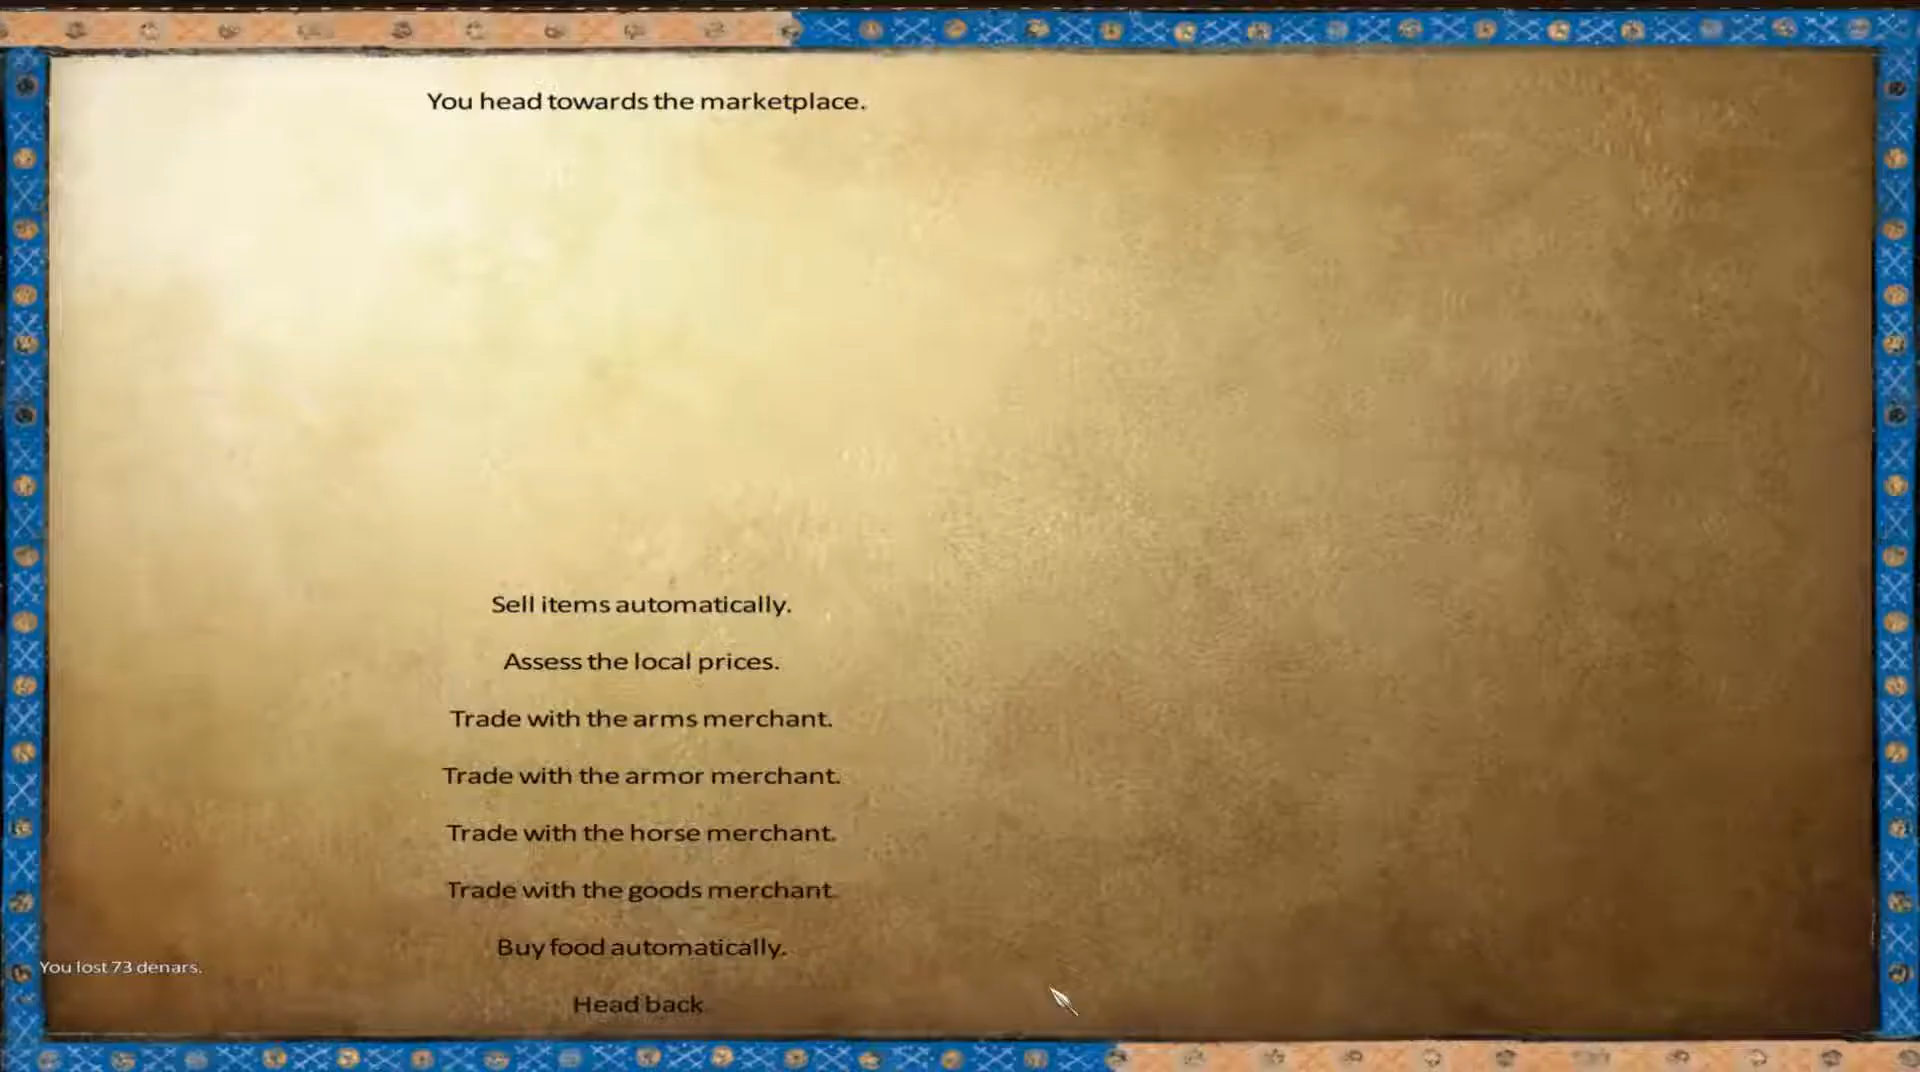 You head towards the marketplace.
Sell items automatically.
Assess the local prices.
Trade with the arms merchant.
Trade with the armor merchant.
Trade with the horse merchant.
Trade with the goods merchant.
Buy food automatically.
You lost 73 denars.
Head back